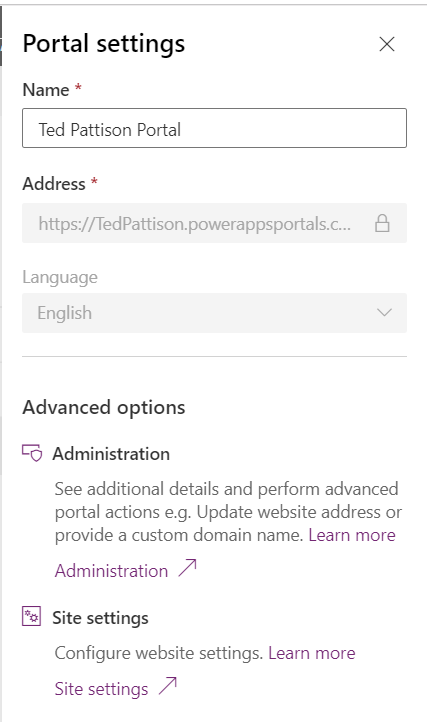 Portal settings
Name *
Ted Pattison Portal
Address *
https://TedPattison.powerappsportals.c...
Language
English
Advanced options
Administration
See additional details and perform advanced
portal actions e.g. Update website address or
provide a custom domain name. Learn more
Administration
Site settings
Configure website settings. Learn more
Site settings